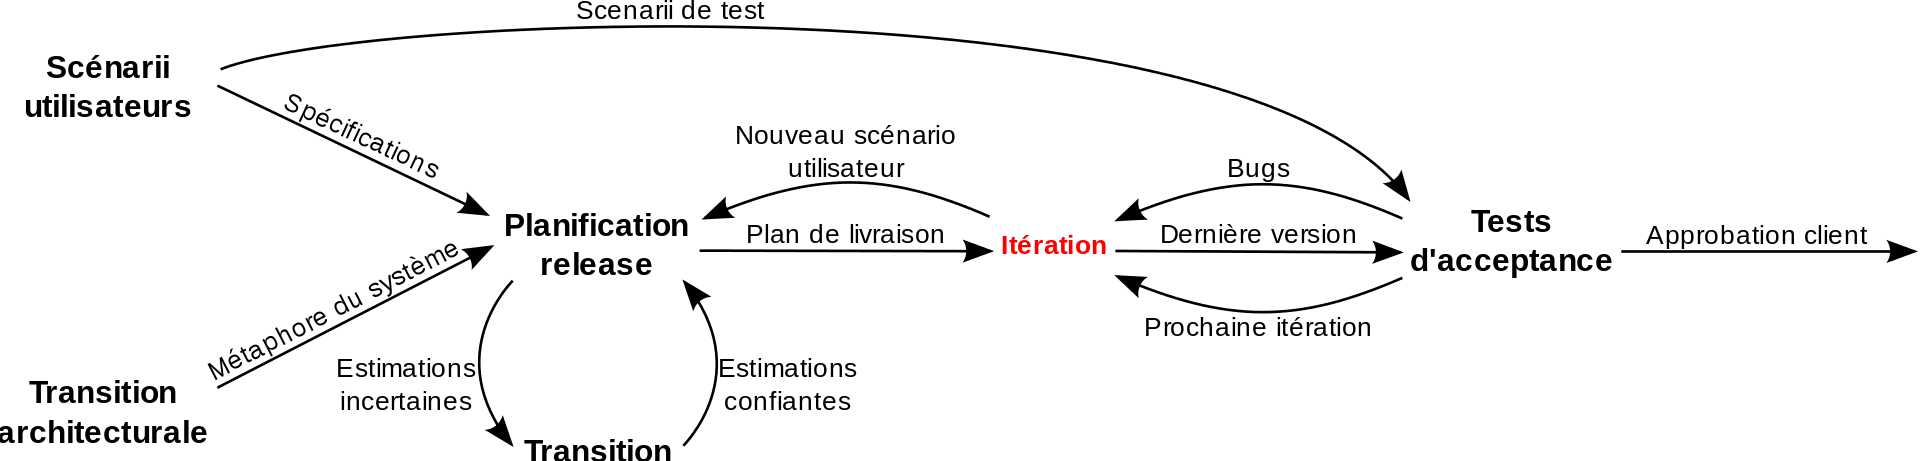 Scenarii de test
Scénarii
utilisateurs
Spécifications
Nouveau scénario
utilisateur
Bugs
Planification
release
Plan de livraison
Itération
Dernière version
Tests
d'acceptance
Approbation client
Métaphore du système
Prochaine itération
Estimations
incertaines
Estimations
confiantes
Transition
architecturale
Transition